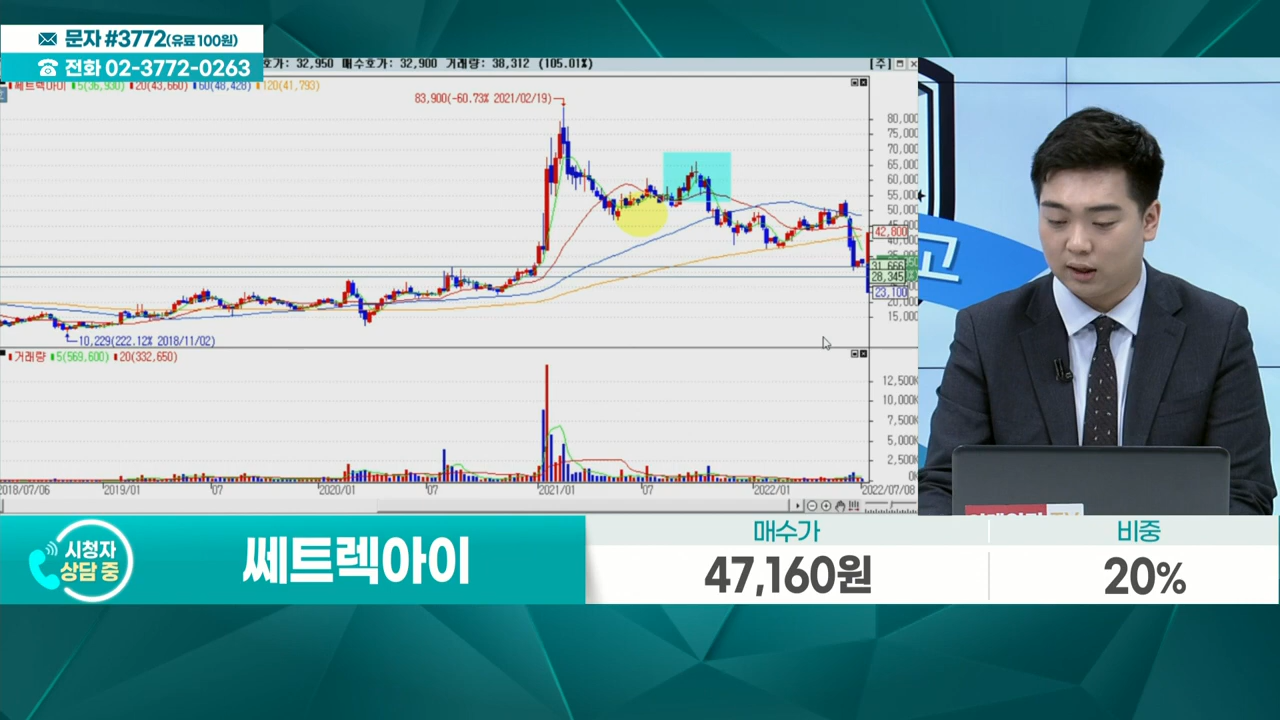 문자 #3772(유료 100원)
전화 02-3772-0263
호가: 32,950 매수호가: 32,900 거래량: 38,312 (105.01%)
[주]
쎄트렉아이 5(36,930) 20(43,660) 60(48,428) 120(41,793)
83,900(-60.73% 2021/02/19)
80,000
75,000
70,000
65,000
60,000
55,000
50,000
45,000
42,800
40,000
31,566
28,345
23,100
20,000
15,000
10,229(222.12% 2018/11/02)
거래량 5(569,600) 20(332,650)
12,500K
10,000K
7,500K
5,000K
2,500K
0K
2018/07/06 2019/01 07 2020/01 07 2021/01 07 2022/01 2022/07/08
고
시청자
상담 중
쎄트렉아이
매수가
47,160원
비중
20%